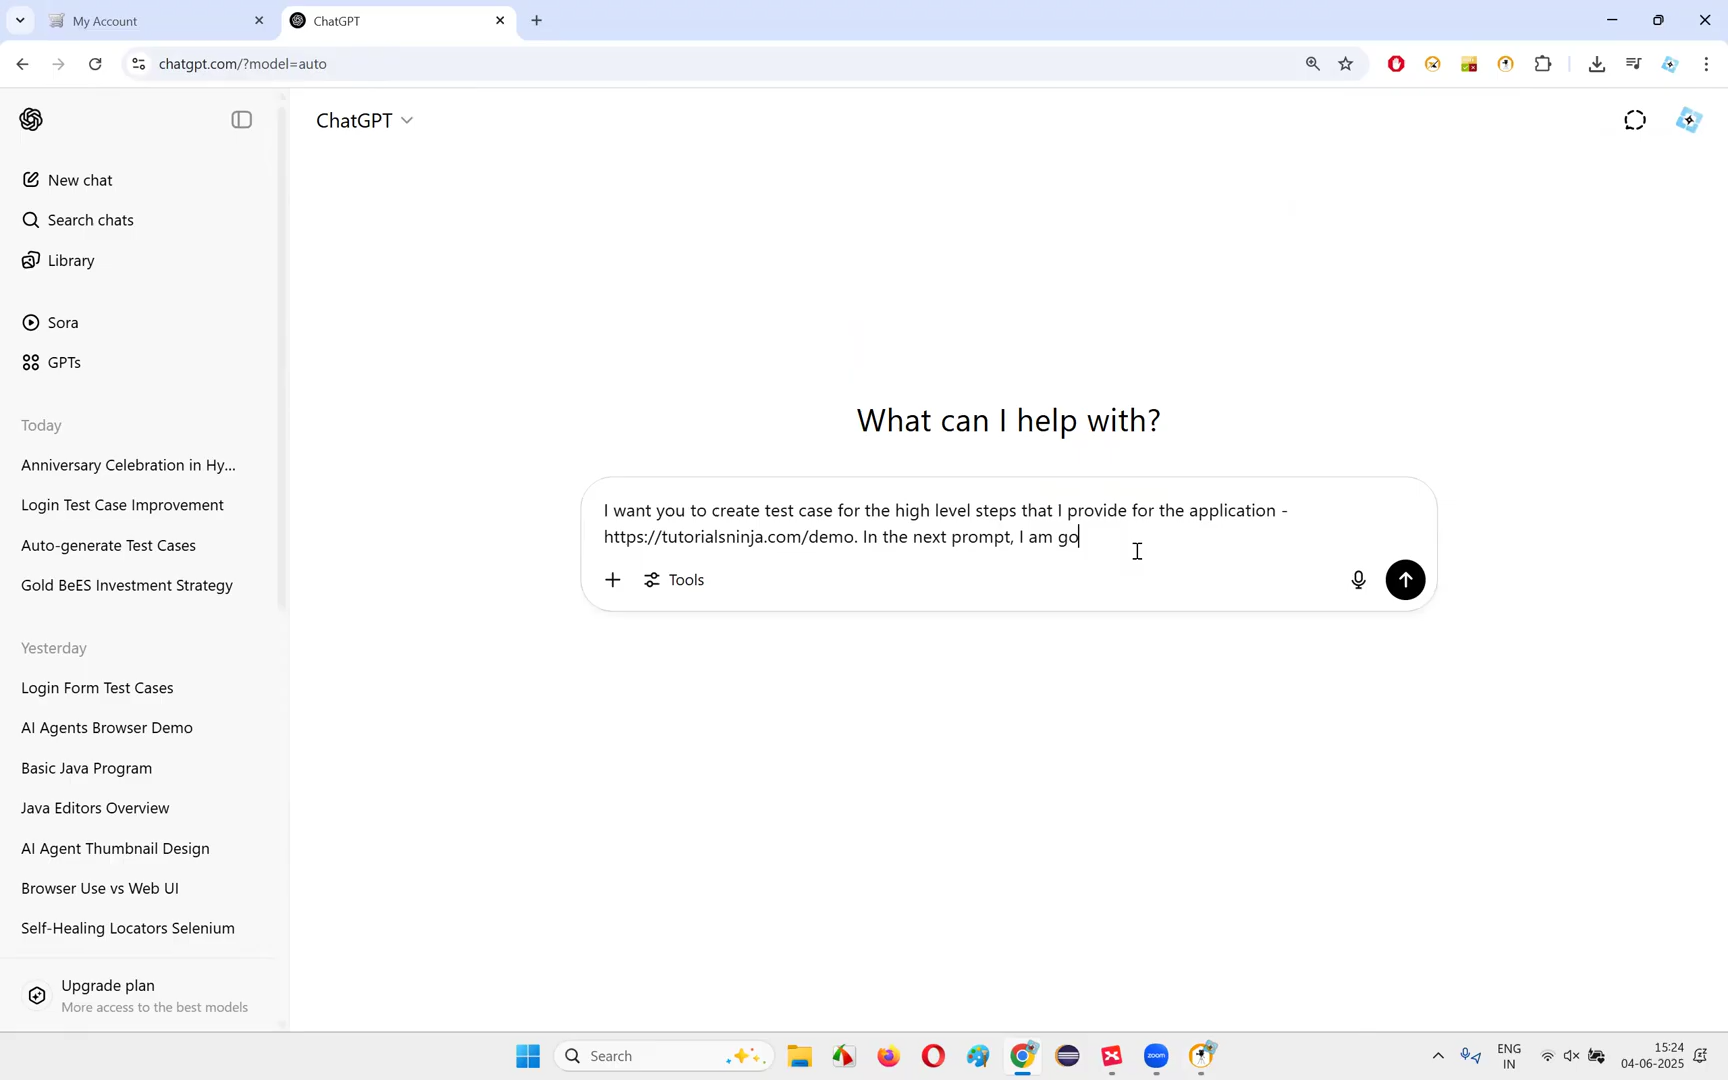 My Account
ChatGPT
chatgpt.com/?model=auto
ChatGPT
New chat
Search chats
Library
Sora
GPTs
Today
Anniversary Celebration in Hy...
Login Test Case Improvement
Auto-generate Test Cases
Gold BeES Investment Strategy
Yesterday
Login Form Test Cases
AI Agents Browser Demo
Basic Java Program
Java Editors Overview
AI Agent Thumbnail Design
Browser Use vs Web UI
Self-Healing Locators Selenium
Upgrade plan
More access to the best models
What can I help with?
I want you to create test case for the high level steps that I provide for the application -
https://tutorialsninja.com/demo. In the next prompt, I am go
Tools
Search
zoom
ENG
IN
15:24
04-06-2025